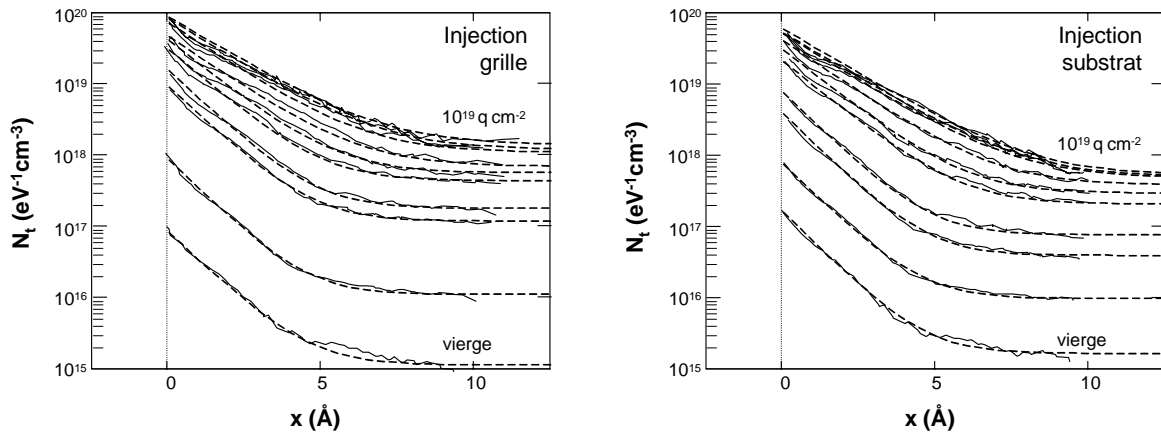 10²⁰
10¹⁹
10¹⁸
10¹⁷
10¹⁶
10¹⁵
Nₜ (eV⁻¹cm⁻³)
Injection
grille
10¹⁹ q cm⁻²
vierge
0 5 10
x (Å)
10²⁰
10¹⁹
10¹⁸
10¹⁷
10¹⁶
10¹⁵
Nₜ (eV⁻¹cm⁻³)
Injection
substrat
10¹⁹ q cm⁻²
vierge
0 5 10
x (Å)